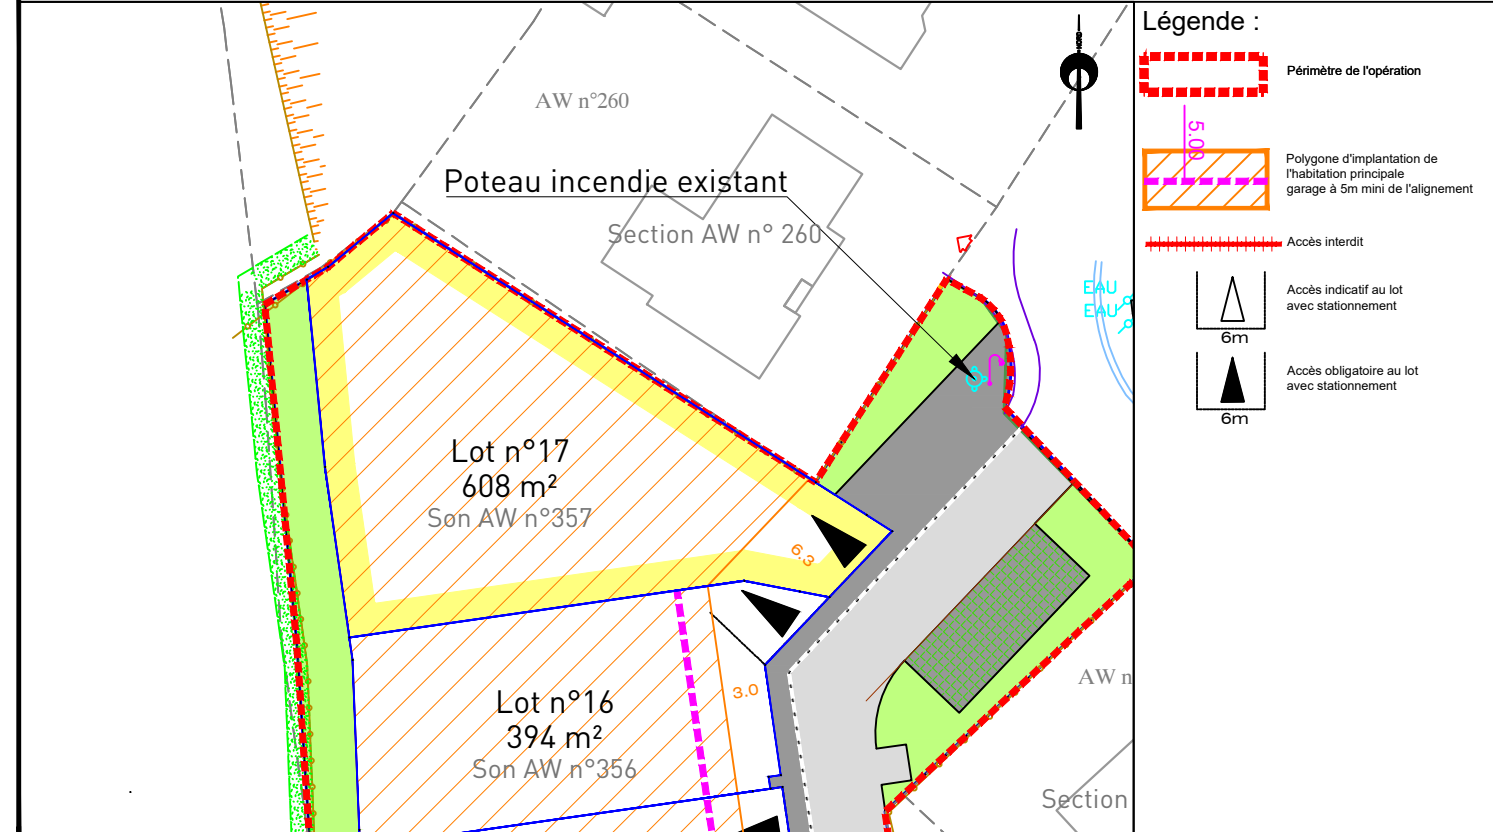 AW n°260
Poteau incendie existant
Section AW n° 260
NORD
EAU
EAU
Lot n°17
608 m²
Son AW n°357
6.3
3.0
Lot n°16
394 m²
Son AW n°356
AW n
Section
Légende :
Périmètre de l'opération
5.00
Polygone d'implantation de
l'habitation principale
garage à 5m mini de l'alignement
Accès interdit
Accès indicatif au lot
avec stationnement
6m
Accès obligatoire au lot
avec stationnement
6m